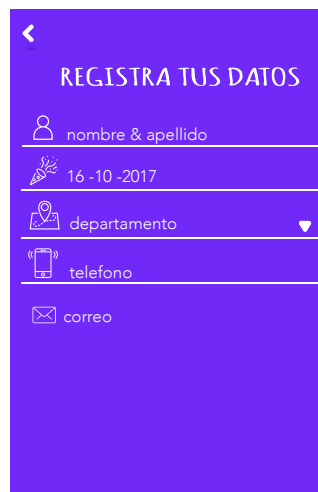 REGISTRA TUS DATOS
nombre & apellido
16 -10 -2017
departamento
telefono
correo